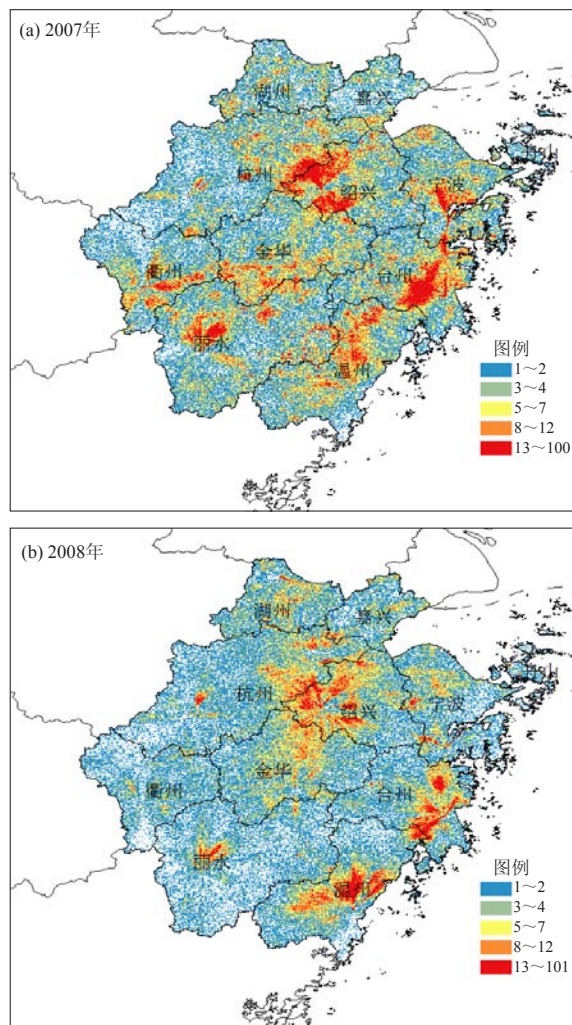 (a) 2007年
湖州
嘉兴
杭州
绍兴
宁波
金华
衢州
台州
丽水
温州
图例
1～2
3～4
5～7
8～12
13～100
(b) 2008年
湖州
嘉兴
杭州
绍兴
宁波
金华
衢州
台州
丽水
温州
图例
1～2
3～4
5～7
8～12
13～101